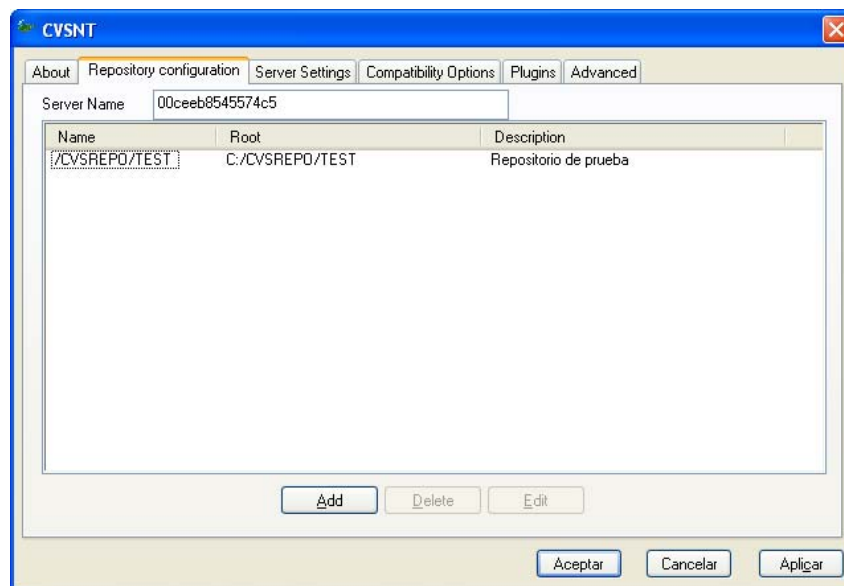 CVSNT
About Repository configuration Server Settings Compatibility Options Plugins Advanced
Server Name 00ceeb8545574c5
Name Root Description
/CVSREPO/TEST C:/CVSREPO/TEST Repositorio de prueba
Add Delete Edit
Aceptar Cancelar Aplicar